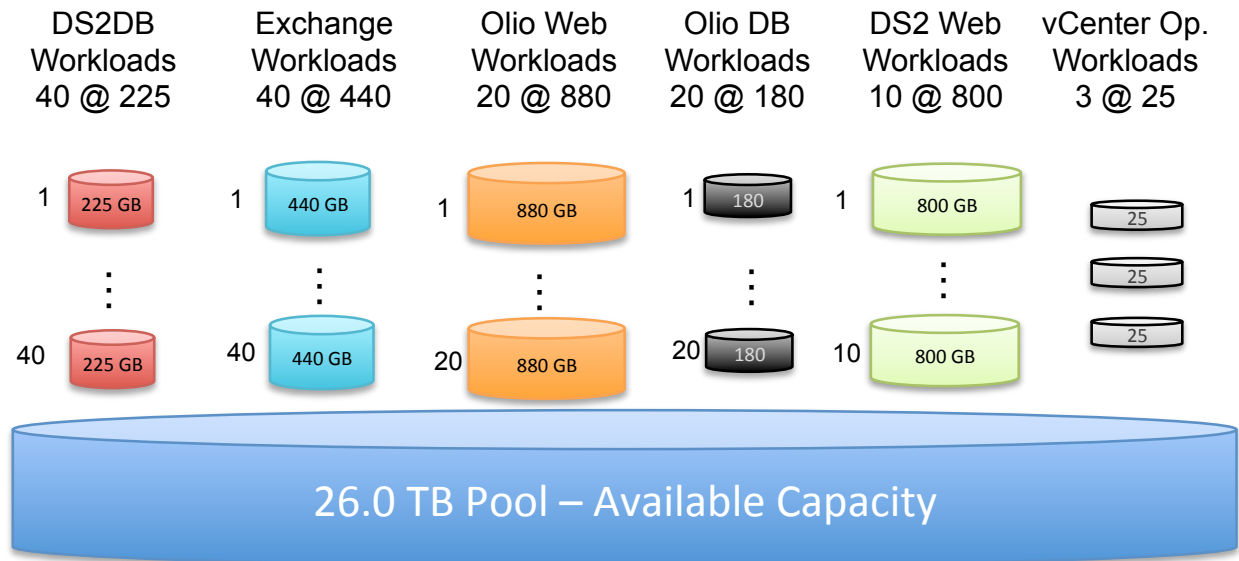 DS2DB
Workloads
40 @ 225
Exchange
Workloads
40 @ 440
Olio Web
Workloads
20 @ 880
Olio DB
Workloads
20 @ 180
DS2 Web
Workloads
10 @ 800
vCenter Op.
Workloads
3 @ 25
1
225 GB
40
225 GB
1
440 GB
40
440 GB
1
880 GB
20
880 GB
1
180
20
180
1
800 GB
10
800 GB
25
25
25
26.0 TB Pool – Available Capacity